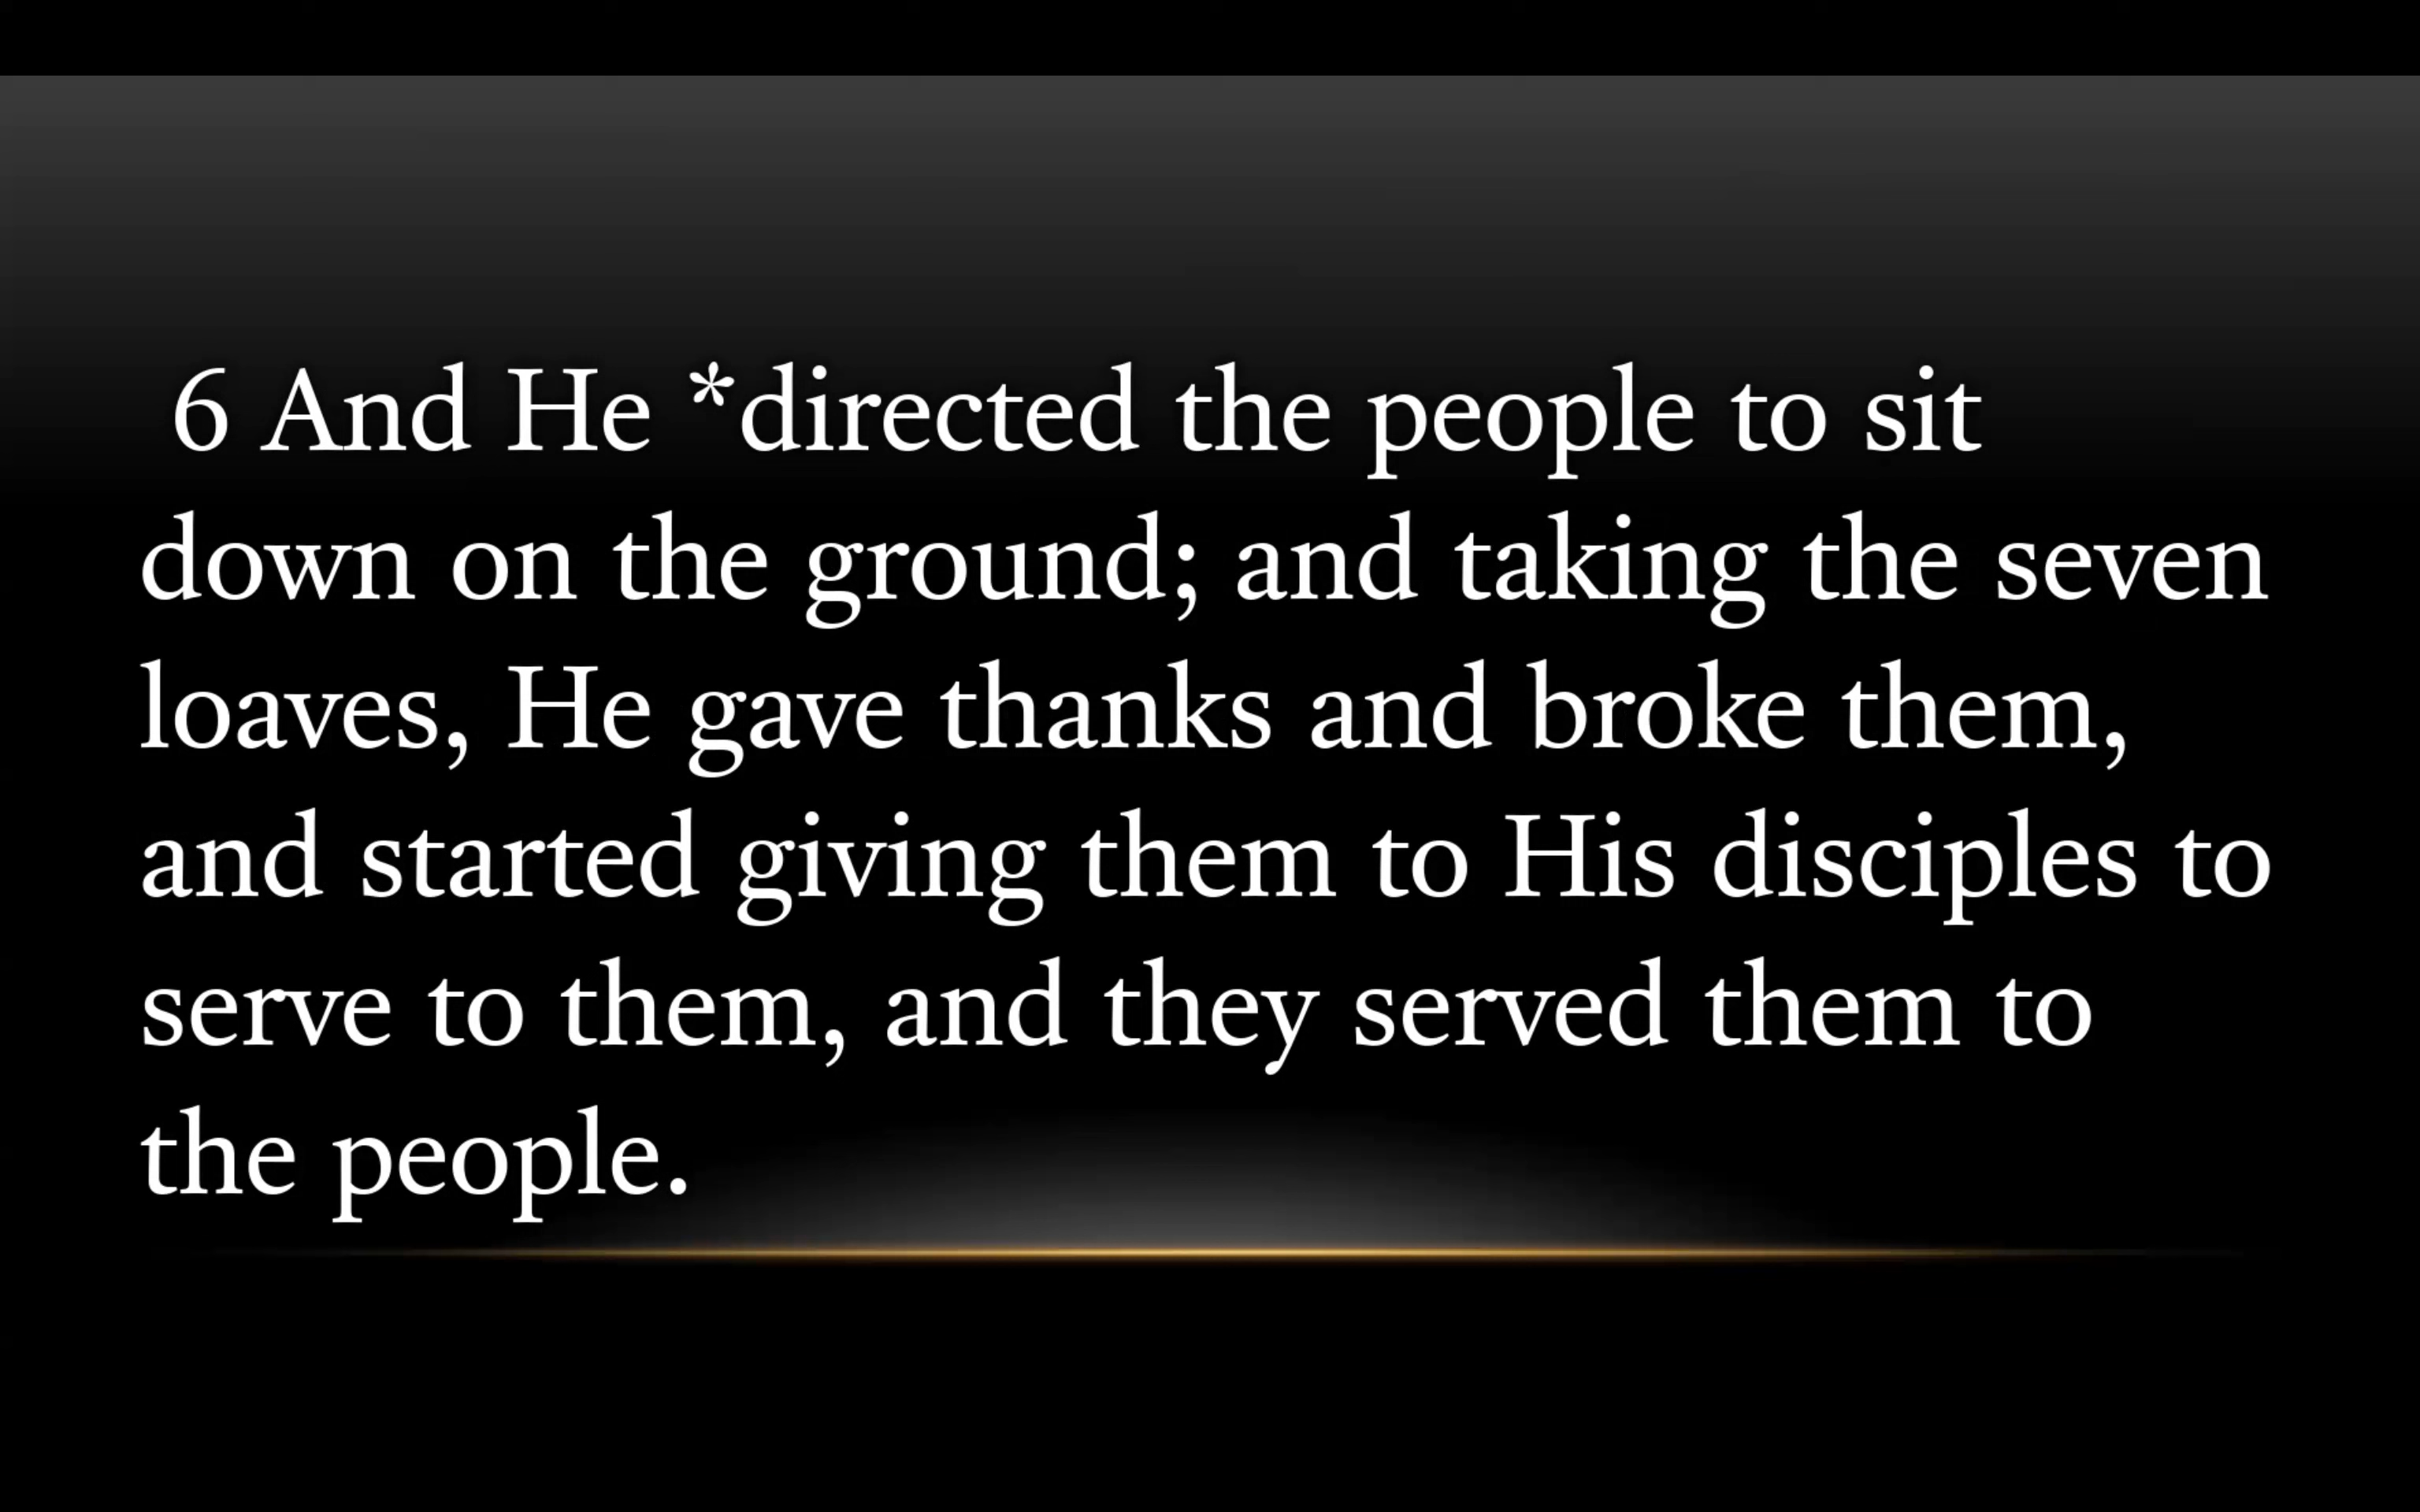 6 And He *directed the people to sit
down on the ground; and taking the seven
loaves, He gave thanks and broke them,
and started giving them to His disciples to
serve to them, and they served them to
the people.